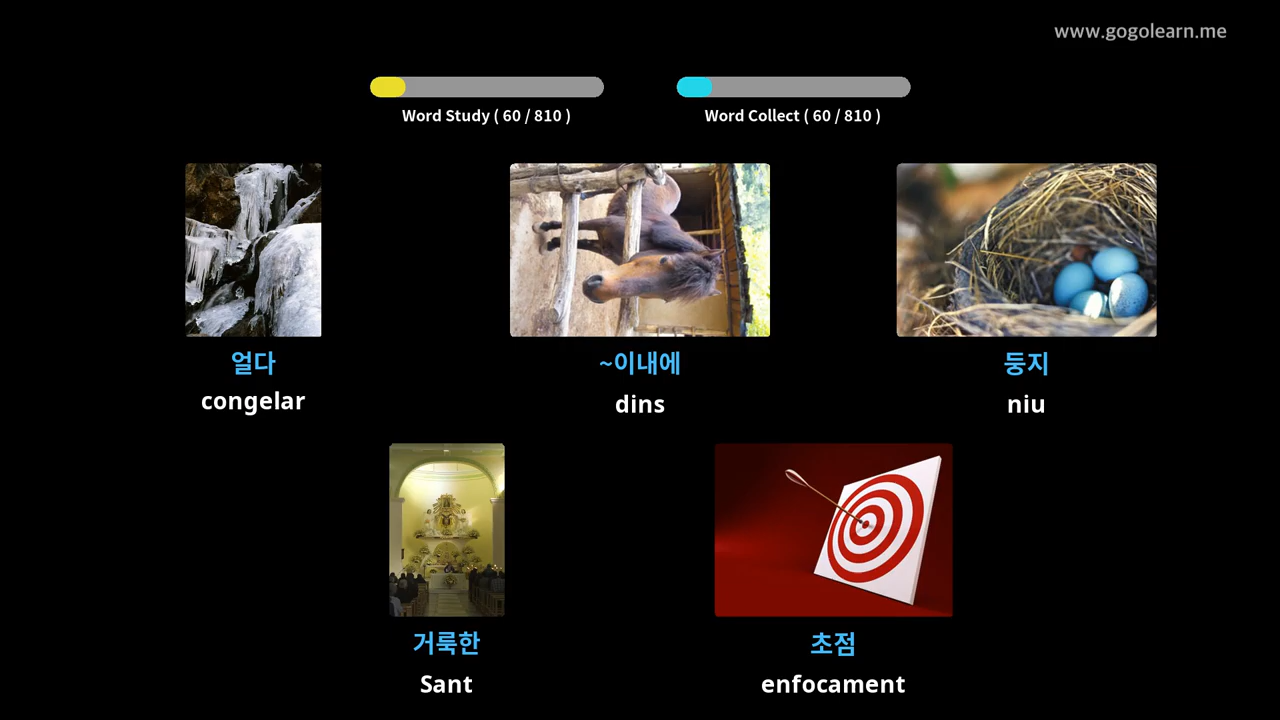 www.gogolearn.me
Word Study ( 60 / 810 )
Word Collect ( 60 / 810 )
얼다
congelar
~이내에
dins
둥지
niu
거룩한
Sant
초점
enfocament